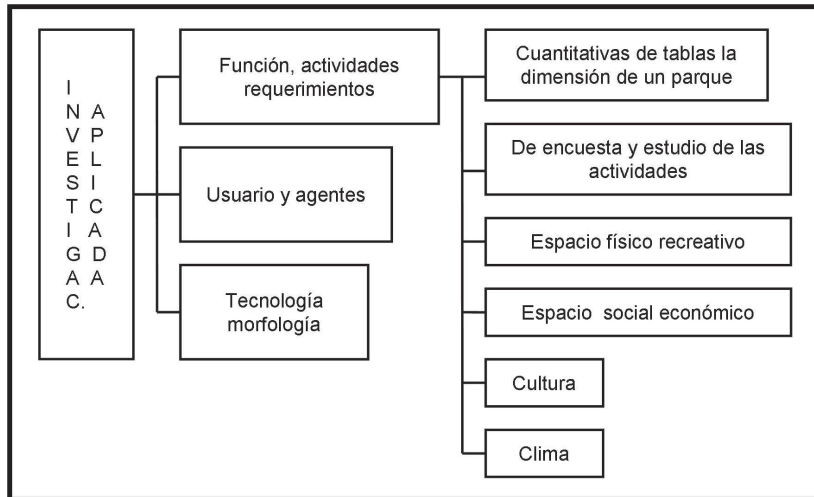 INVESTIGAC.
APLICADA
Función, actividades
requerimientos
Usuario y agentes
Tecnología
morfología
Cuantitativas de tablas la
dimensión de un parque
De encuesta y estudio de las
actividades
Espacio físico recreativo
Espacio social económico
Cultura
Clima